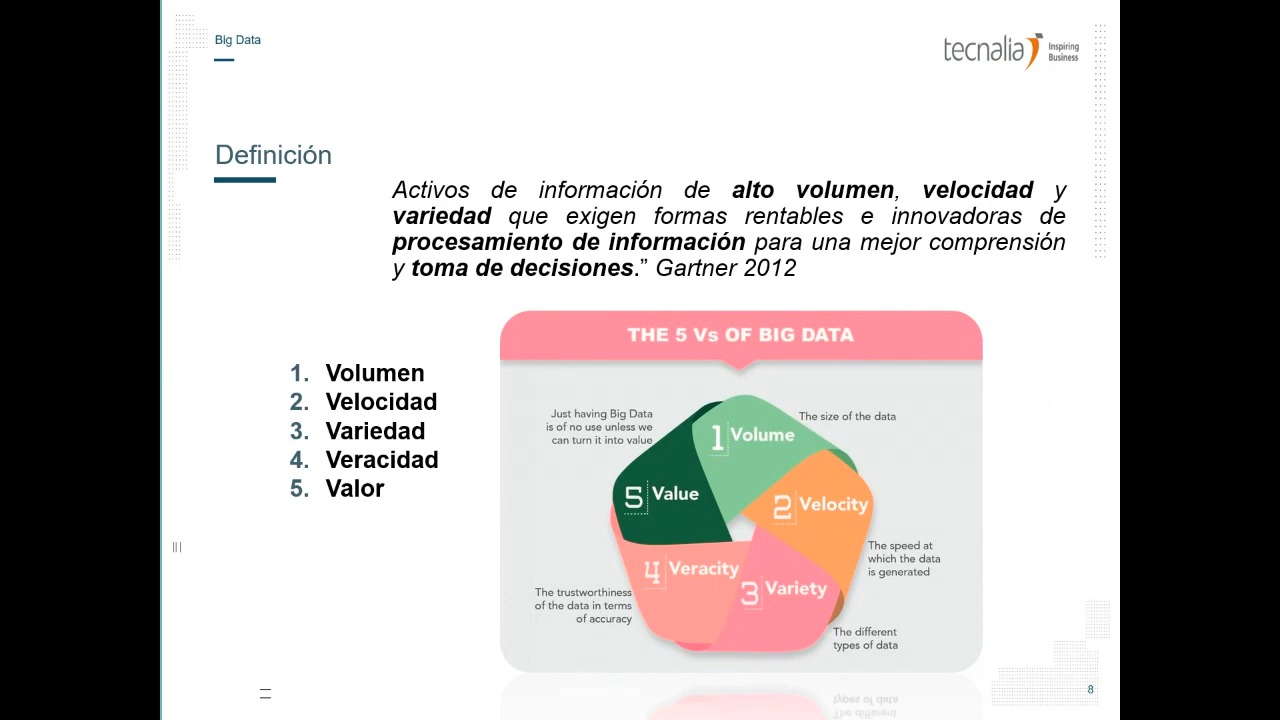 Big Data
tecnalia Inspiring
Business
Definición
Activos de información de alto volumen, velocidad y
variedad que exigen formas rentables e innovadoras de
procesamiento de información para una mejor comprensión
y toma de decisiones.” Gartner 2012
1. Volumen
2. Velocidad
3. Variedad
4. Veracidad
5. Valor
THE 5 Vs OF BIG DATA
Just having Big Data
is of no use unless we
can turn it into value
1 Volume
The size of the data
5 Value
2 Velocity
The speed at
which the data
is generated
4 Veracity
3 Variety
The trustworthiness
of the data in terms
of accuracy
The different
types of data
8
types of data
The different